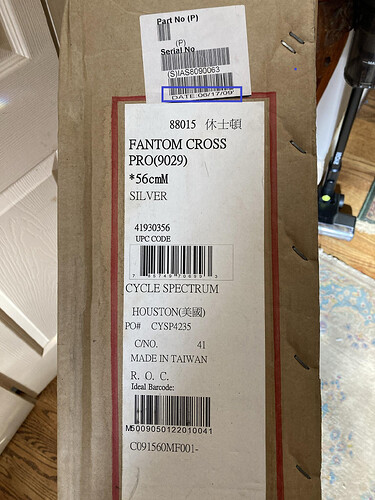 Part No (P)
(P)
Serial No
(S)IAS8090063
DATE:06/17/09
88015 休士頓
FANTOM CROSS
PRO(9029)
*56cmM
SILVER
41930356
UPC CODE
CYCLE SPECTRUM
HOUSTON(美國)
PO# CYSP4235
C/NO. 41
MADE IN TAIWAN
R. O. C.
Ideal Barcode:
M5009050122010041
C091560MF001-